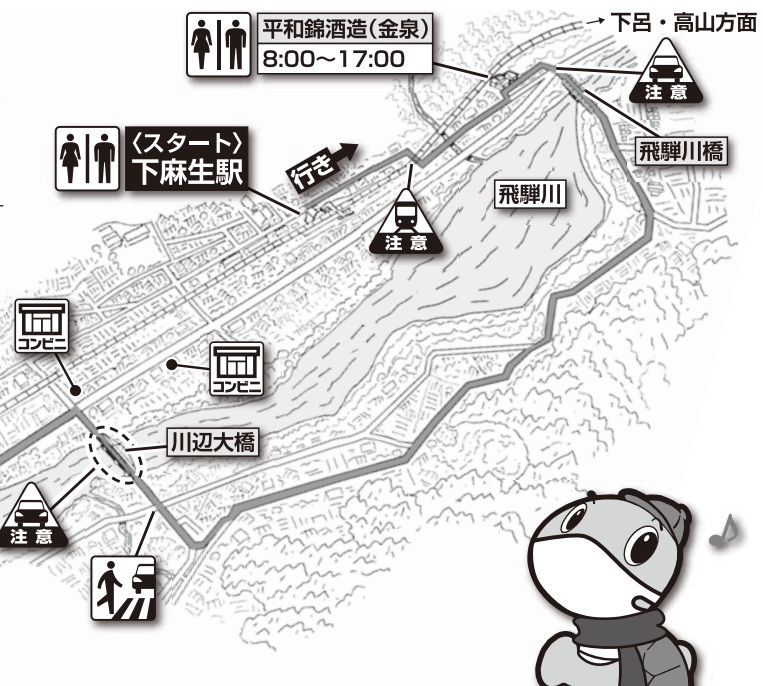 →下呂・高山方面
平和錦酒造（金泉）
8:00〜17:00
注意
飛騨川橋
〈スタート〉
下麻生駅
行き
飛騨川
注意
コンビニ
コンビニ
川辺大橋
注意